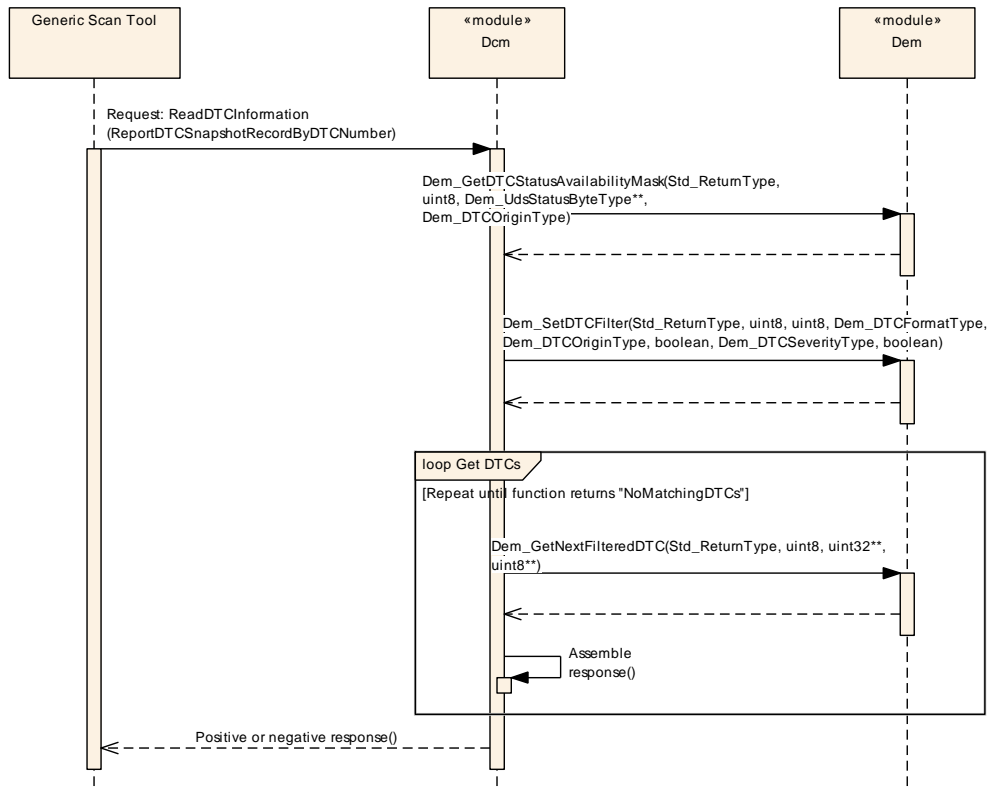 Generic Scan Tool
«module»
Dcm
«module»
Dem
Request: ReadDTCInformation
(ReportDTCSnapshotRecordByDTCNumber)
Dem_GetDTCStatusAvailabilityMask(Std_ReturnType,
uint8, Dem_UdsStatusByteType**,
Dem_DTCOriginType)
Dem_SetDTCFilter(Std_ReturnType, uint8, uint8, Dem_DTCFormatType,
Dem_DTCOriginType, boolean, Dem_DTCSeverityType, boolean)
loop Get DTCs
[Repeat until function returns "NoMatchingDTCs"]
Dem_GetNextFilteredDTC(Std_ReturnType, uint8, uint32**,
uint8**)
Assemble
response()
Positive or negative response()